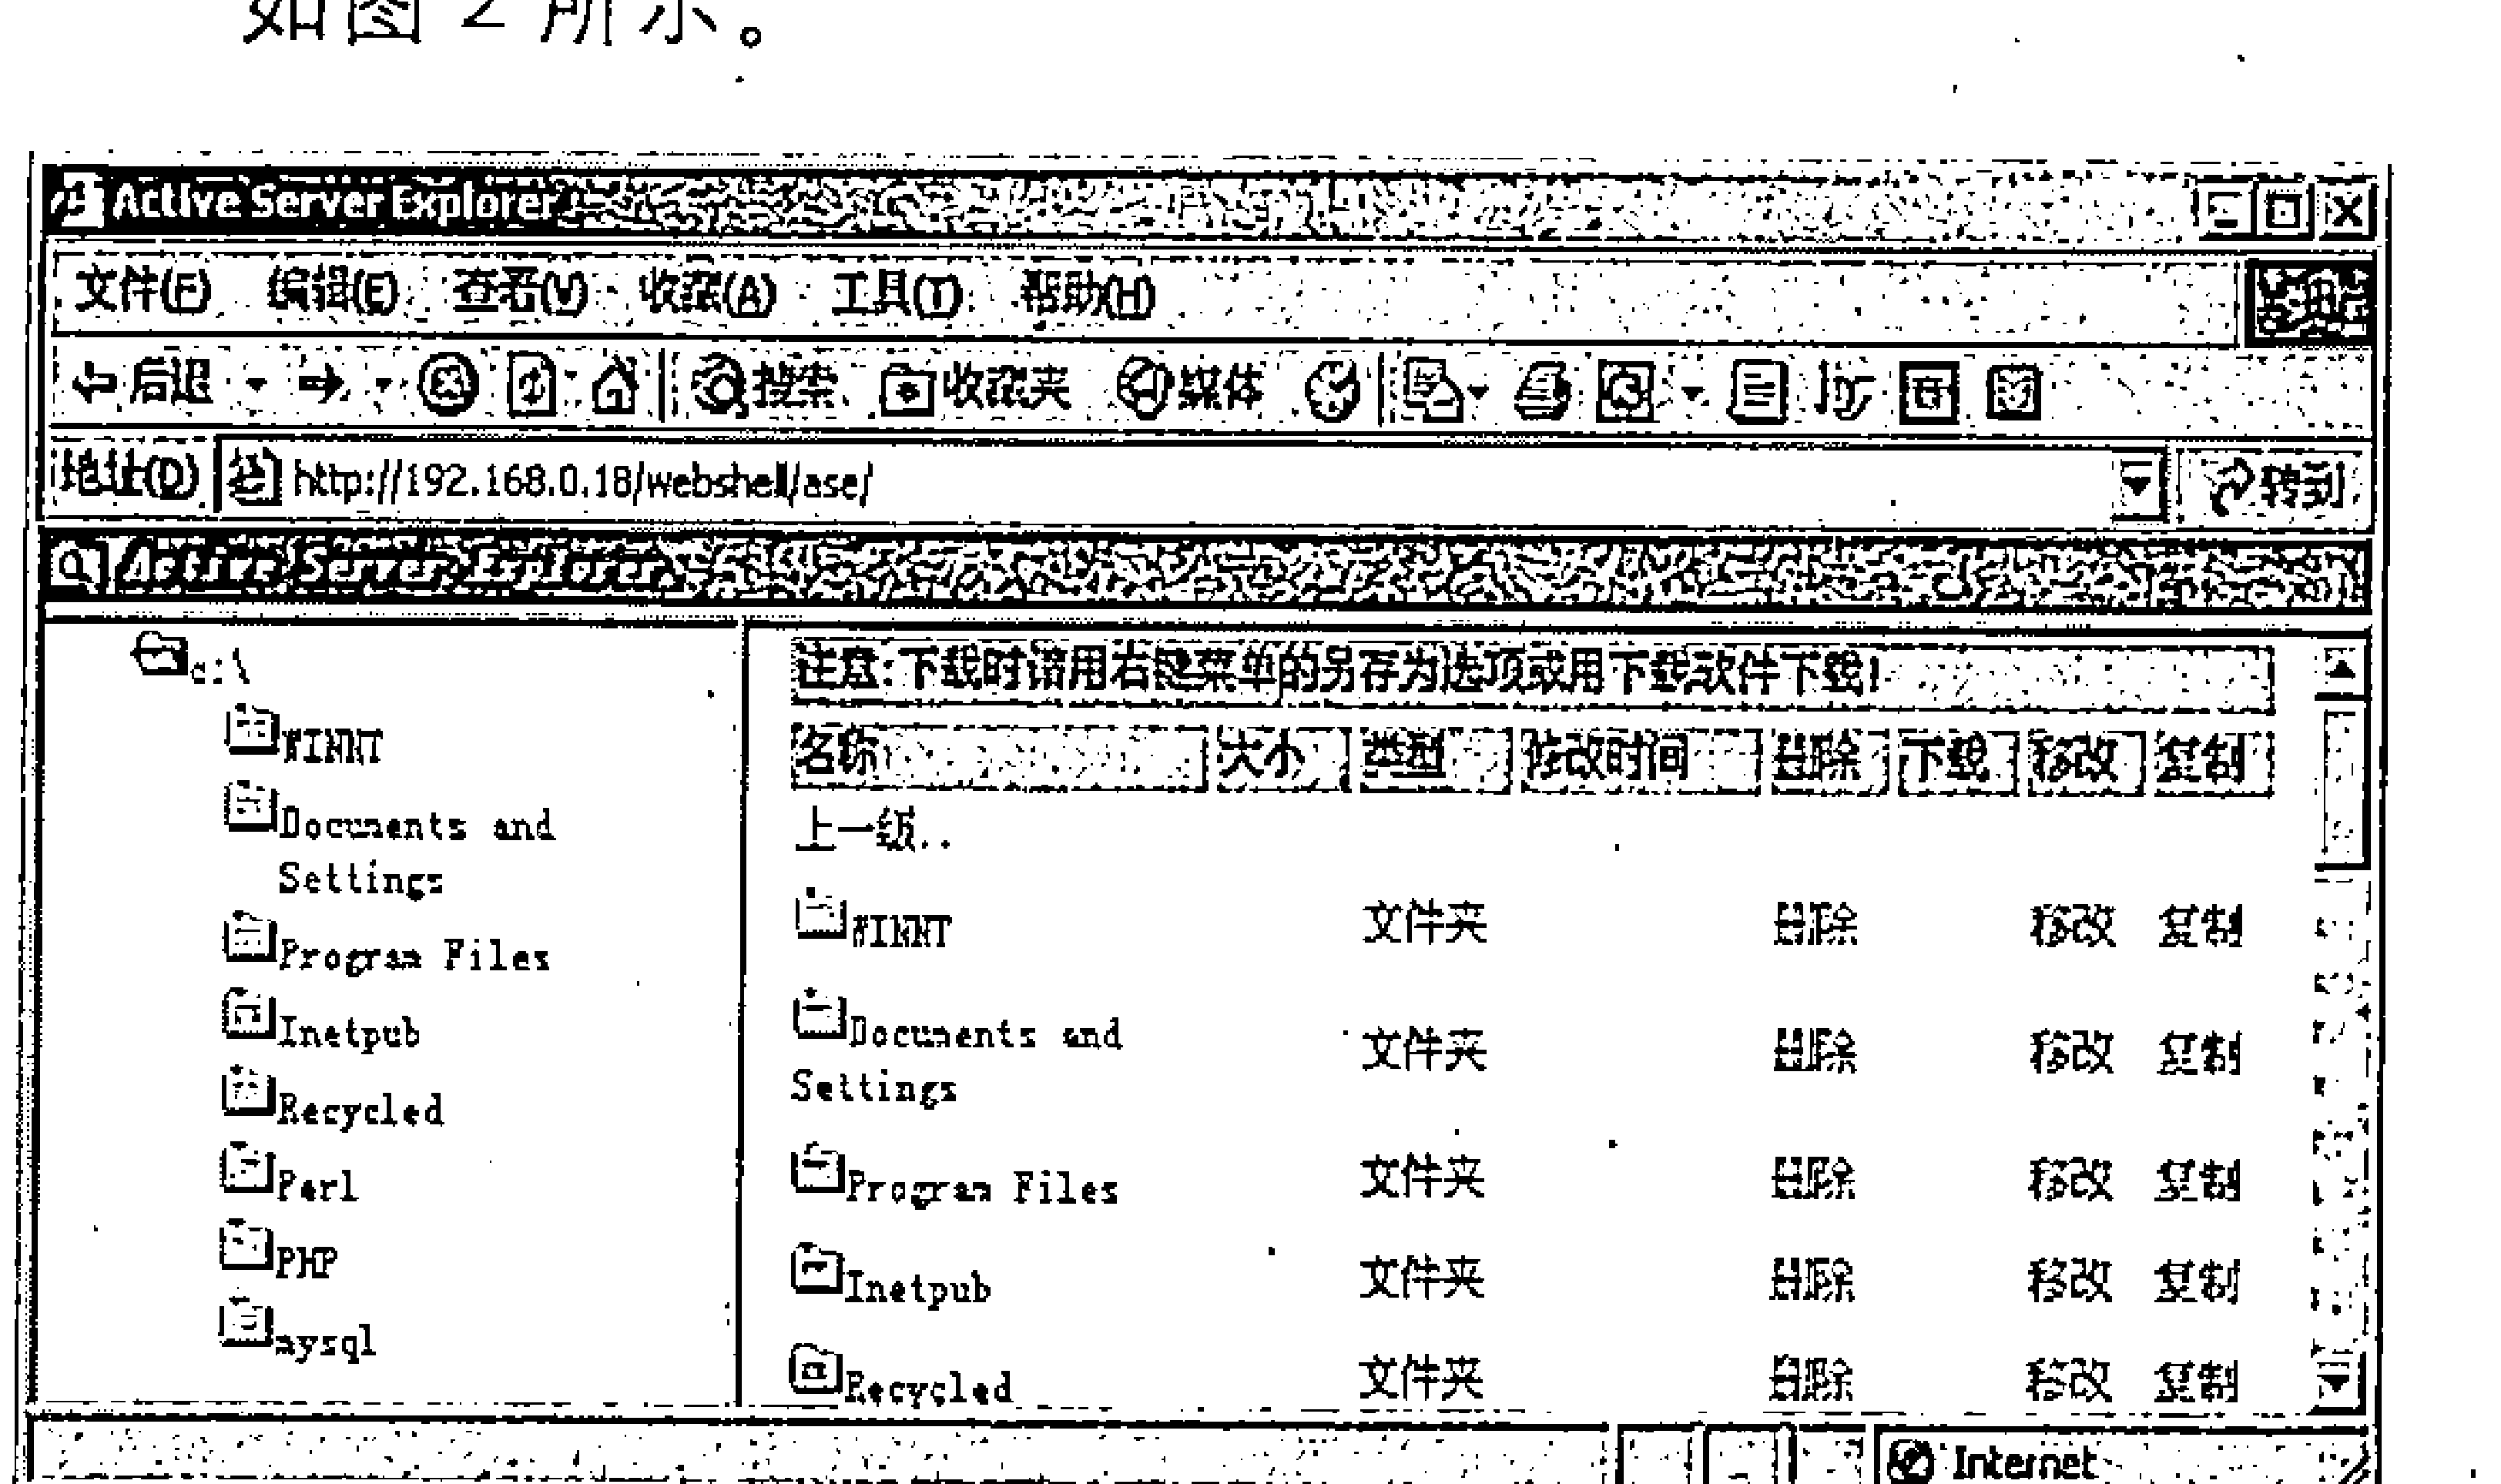 如图 2 所示。
Active Server Explorer
文件(F) 编辑(E) 查看(V) 收藏(A) 工具(T) 帮助(H)
后退 搜索 收藏夹 媒体
地址(D) http://192.168.0.18/webshell/ase/ 转到
Active Server Explorer
c:\
WINNT
Documents and
Settings
Program Files
Inetpub
Recycled
Perl
PHP
mysql
注意:下载时请用右键菜单的另存为选项或用下载软件下载!
名称 大小 类型 修改时间 删除 下载 移改 复制
上一级..
WINNT 文件夹 删除 移改 复制
Documents and
Settings 文件夹 删除 移改 复制
Program Files 文件夹 删除 移改 复制
Inetpub 文件夹 删除 移改 复制
Recycled 文件夹 删除 移改 复制
Internet